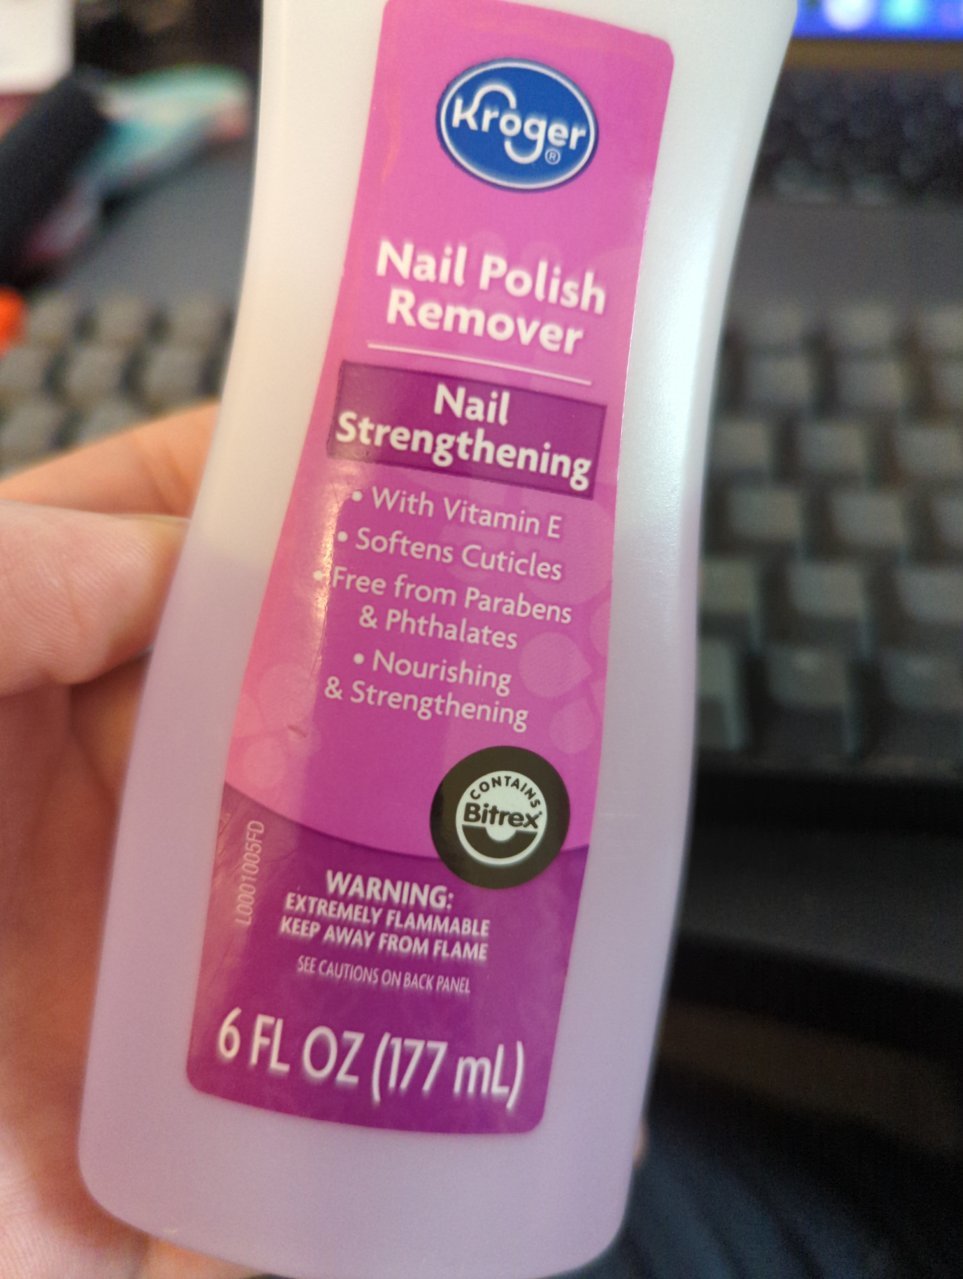 Kroger®
Nail Polish
Remover
Nail
Strengthening
• With Vitamin E
• Softens Cuticles
• Free from Parabens
& Phthalates
• Nourishing
& Strengthening
CONTAINS
Bitrex
WARNING:
EXTREMELY FLAMMABLE
KEEP AWAY FROM FLAME
SEE CAUTIONS ON BACK PANEL
L0001005FD
6 FL OZ (177 mL)